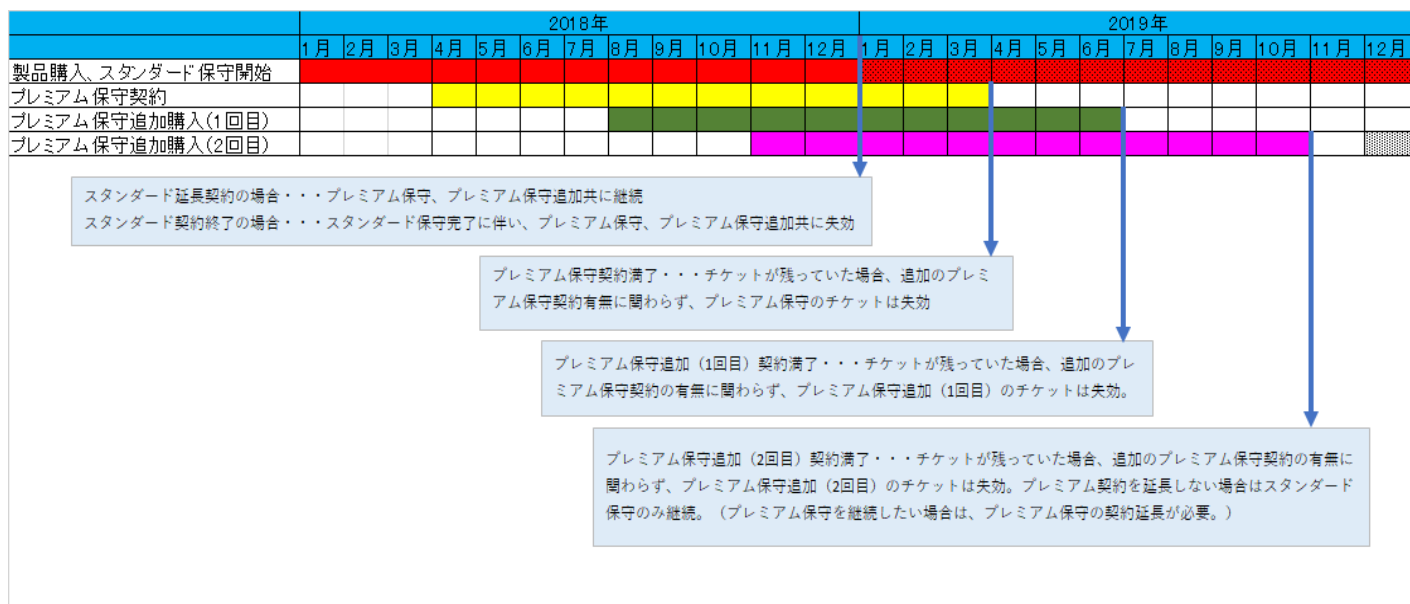 2018年 2019年
1月 2月 3月 4月 5月 6月 7月 8月 9月 10月 11月 12月 1月 2月 3月 4月 5月 6月 7月 8月 9月 10月 11月 12月
製品購入、スタンダード保守開始
プレミアム保守契約
プレミアム保守追加購入(1回目)
プレミアム保守追加購入(2回目)
スタンダード延長契約の場合・・・プレミアム保守、プレミアム保守追加共に継続
スタンダード契約終了の場合・・・スタンダード保守完了に伴い、プレミアム保守、プレミアム保守追加共に失効
プレミアム保守契約満了・・・チケットが残っていた場合、追加のプレミ
アム保守契約有無に関わらず、プレミアム保守のチケットは失効
プレミアム保守追加（1回目）契約満了・・・チケットが残っていた場合、追加のプレ
ミアム保守契約の有無に関わらず、プレミアム保守追加（1回目）のチケットは失効。
プレミアム保守追加（2回目）契約満了・・・チケットが残っていた場合、追加のプレミアム保守契約の有無に
関わらず、プレミアム保守追加（2回目）のチケットは失効。プレミアム契約を延長しない場合はスタンダード
保守のみ継続。（プレミアム保守を継続したい場合は、プレミアム保守の契約延長が必要。）